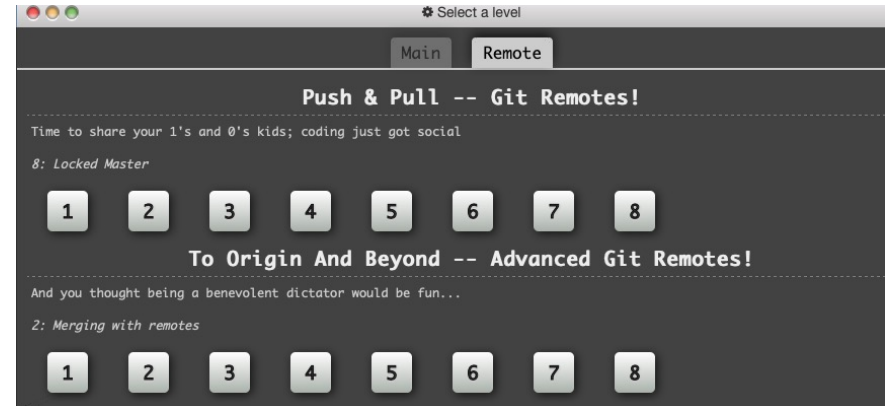 Select a level
Main Remote
Push & Pull -- Git Remotes!
Time to share your 1's and 0's kids; coding just got social
8: Locked Master
1 2 3 4 5 6 7 8
To Origin And Beyond -- Advanced Git Remotes!
And you thought being a benevolent dictator would be fun...
2: Merging with remotes
1 2 3 4 5 6 7 8